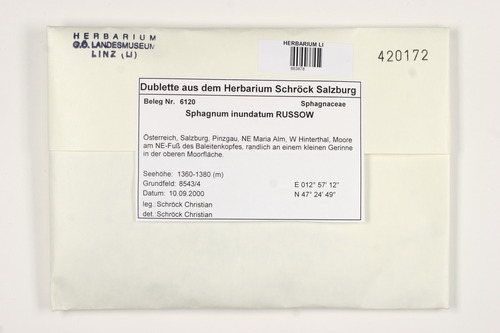 HERBARIUM
O.Ö. LANDESMUSEUM
LINZ (LI)
HERBARIUM LI
420172
Dublette aus dem Herbarium Schröck Salzburg
Beleg Nr. 6120 Sphagnaceae
Sphagnum inundatum RUSSOW
Österreich, Salzburg, Pinzgau, NE Maria Alm, W Hinterthal, Moore
am NE-Fuß des Baleitenkopfes, randlich an einem kleinen Gerinne
in der oberen Moorfläche.
Seehöhe: 1360-1380 (m)
Grundfeld: 8543/4 E 012° 57' 12"
Datum: 10.09.2000 N 47° 24' 49"
leg.: Schröck Christian
det. Schröck Christian